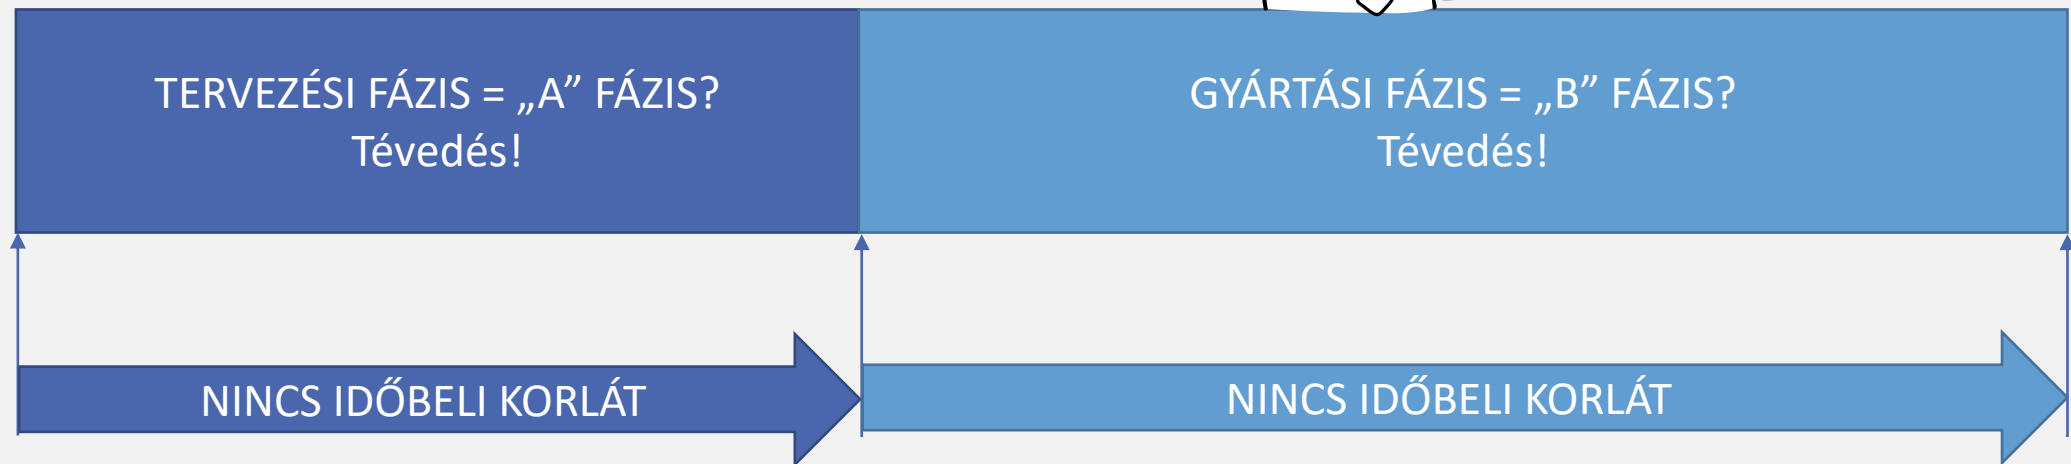 TERVEZÉSI FÁZIS = „A” FÁZIS?
Tévedés!
GYÁRTÁSI FÁZIS = „B” FÁZIS?
Tévedés!
NINCS IDŐBELI KORLÁT
NINCS IDŐBELI KORLÁT